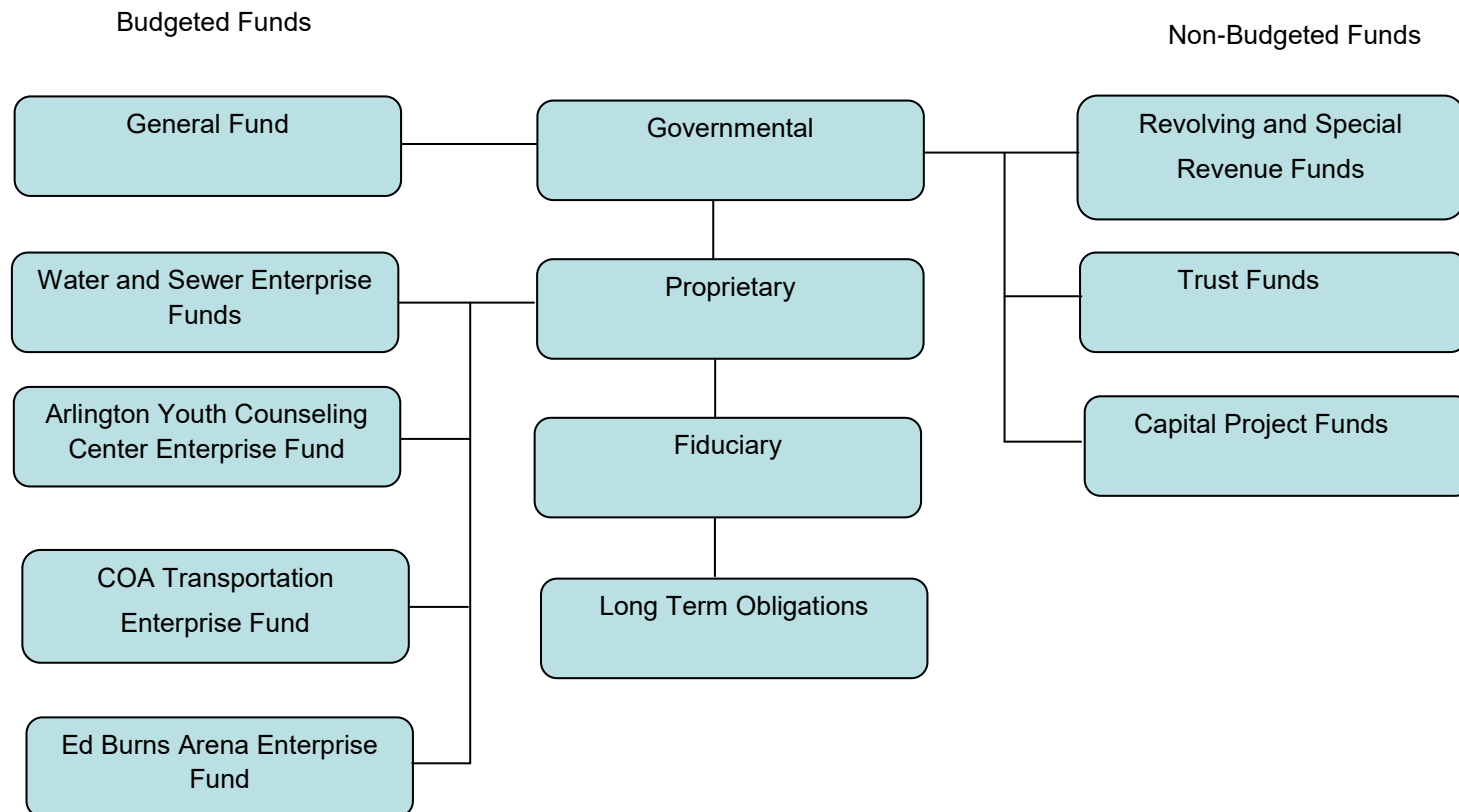 Budgeted Funds
Non-Budgeted Funds
General Fund
Governmental
Revolving and Special
Revenue Funds
Water and Sewer Enterprise
Funds
Proprietary
Trust Funds
Arlington Youth Counseling
Center Enterprise Fund
Fiduciary
Capital Project Funds
COA Transportation
Enterprise Fund
Long Term Obligations
Ed Burns Arena Enterprise
Fund